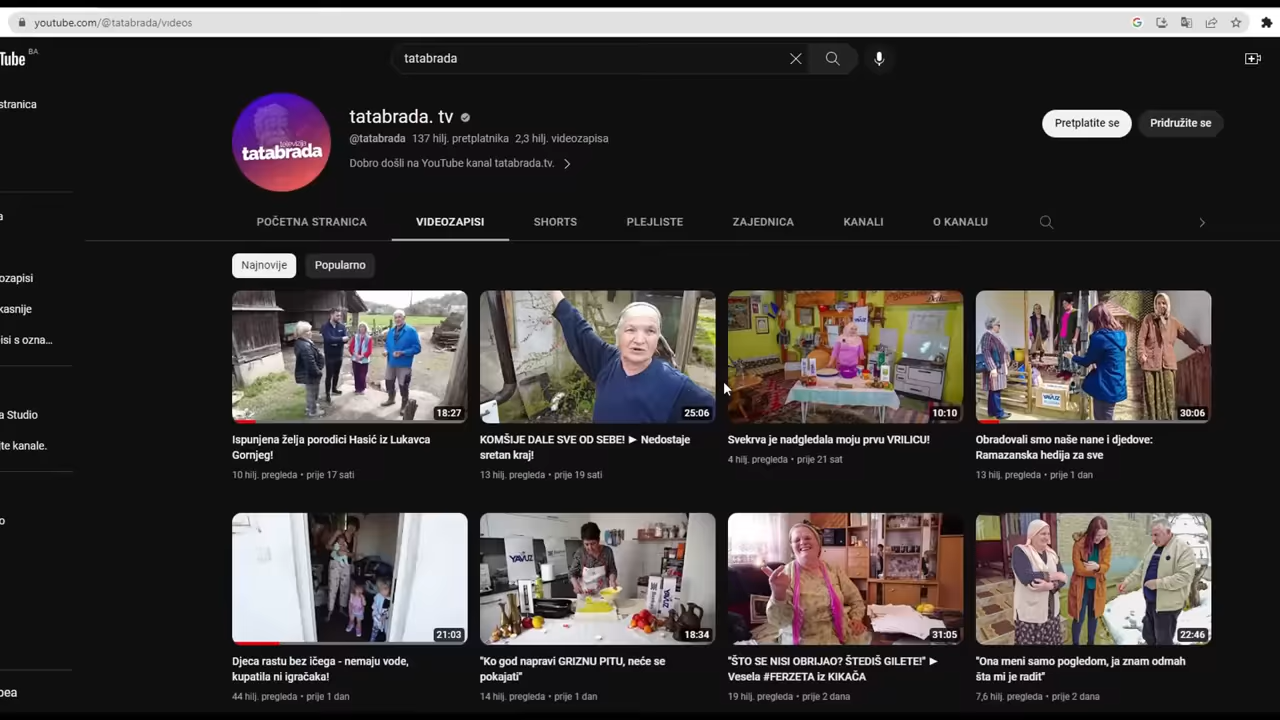 youtube.com/@tatabrada/videos
Tube BA
tatabrada
stranica
televizija
tatabrada
tatabrada. tv
@tatabrada 137 hilj. pretplatnika 2,3 hilj. videozapisa
Dobro došli na YouTube kanal tatabrada.tv.
Pretplatite se
Pridružite se
POČETNA STRANICA
VIDEOZAPISI
SHORTS
PLEJLISTE
ZAJEDNICA
KANALI
O KANALU
Najnovije
Popularno
a
ozapisi
kasnije
pisi s ozna...
a Studio
jte kanale.
o
pea
18:27
25:06
10:10
YAVUZ
30:06
Ispunjena želja porodici Hasić iz Lukavca
Gornjeg!
10 hilj. pregleda • prije 17 sati
KOMŠIJE DALE SVE OD SEBE! ► Nedostaje
sretan kraj!
13 hilj. pregleda • prije 19 sati
Svekrva je nadgledala moju prvu VRILICU!
4 hilj. pregleda • prije 21 sat
Obradovali smo naše nane i djedove:
Ramazanska hedija za sve
13 hilj. pregleda • prije 1 dan
21:03
YAVUZ
18:34
31:05
22:46
Djeca rastu bez ičega - nemaju vode,
kupatila ni igračaka!
44 hilj. pregleda • prije 1 dan
"Ko god napravi GRIZNU PITU, neće se
pokajati"
14 hilj. pregleda • prije 1 dan
"ŠTO SE NISI OBRIJAO? ŠTEDIŠ GILETE!" ►
Vesela #FERZETA iz KIKAČA
19 hilj. pregleda • prije 2 dana
"Ona meni samo pogledom, ja znam odmah
šta mi je radit"
7,6 hilj. pregleda • prije 2 dana